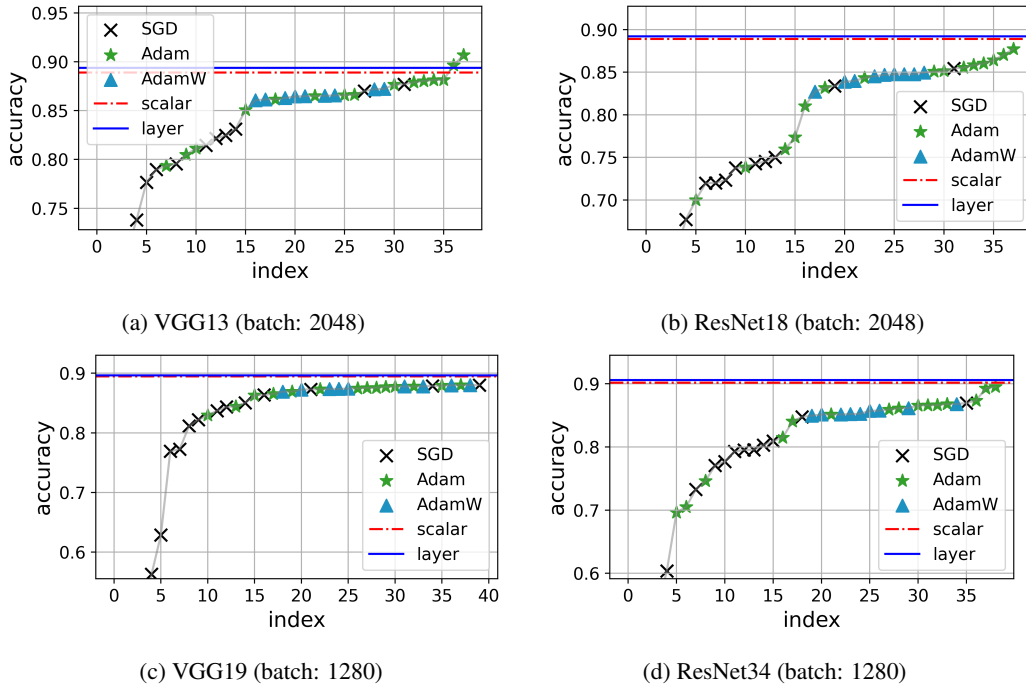 0.95
0.90
0.85
0.80
0.75
accuracy
SGD
Adam
AdamW
scalar
layer
0 5 10 15 20 25 30 35
index
(a) VGG13 (batch: 2048)
0.90
0.85
0.80
0.75
0.70
accuracy
SGD
Adam
AdamW
scalar
layer
0 5 10 15 20 25 30 35
index
(b) ResNet18 (batch: 2048)
0.9
0.8
0.7
0.6
accuracy
SGD
Adam
AdamW
scalar
layer
0 5 10 15 20 25 30 35 40
index
(c) VGG19 (batch: 1280)
0.9
0.8
0.7
0.6
accuracy
SGD
Adam
AdamW
scalar
layer
0 5 10 15 20 25 30 35
index
(d) ResNet34 (batch: 1280)